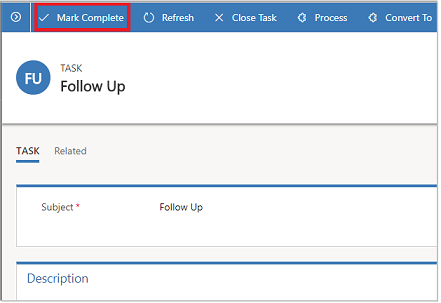 Mark Complete Refresh Close Task Process Convert To
FU
TASK
Follow Up
TASK Related
Subject * Follow Up
Description